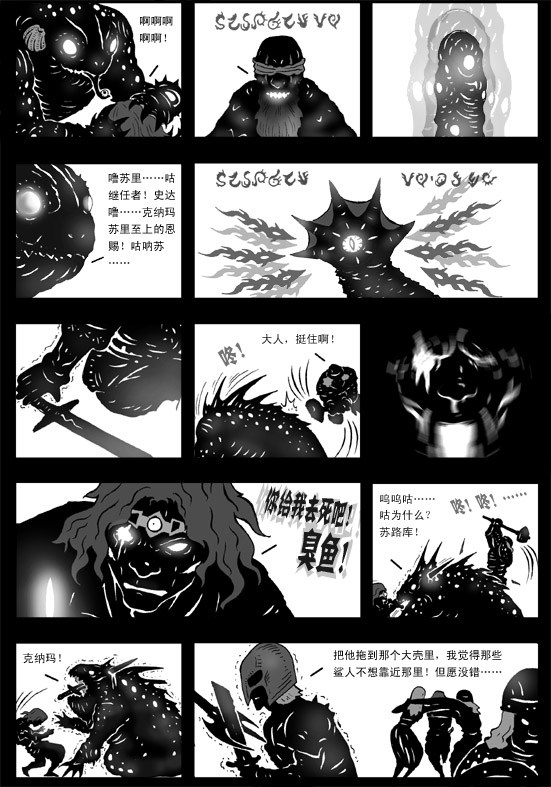 啊啊啊
啊啊！
噜苏里……咕
继任者！史达
噜……克纳玛
苏里至上的恩
赐！咕呐苏
……
咚！
大人，挺住啊！
你给我去死吧！
臭鱼！
呜呜咕……
咕为什么？
苏路库！
咚！咚！……
克纳玛！
把他拖到那个大壳里，我觉得那些
鲨人不想靠近那里！但愿没错……